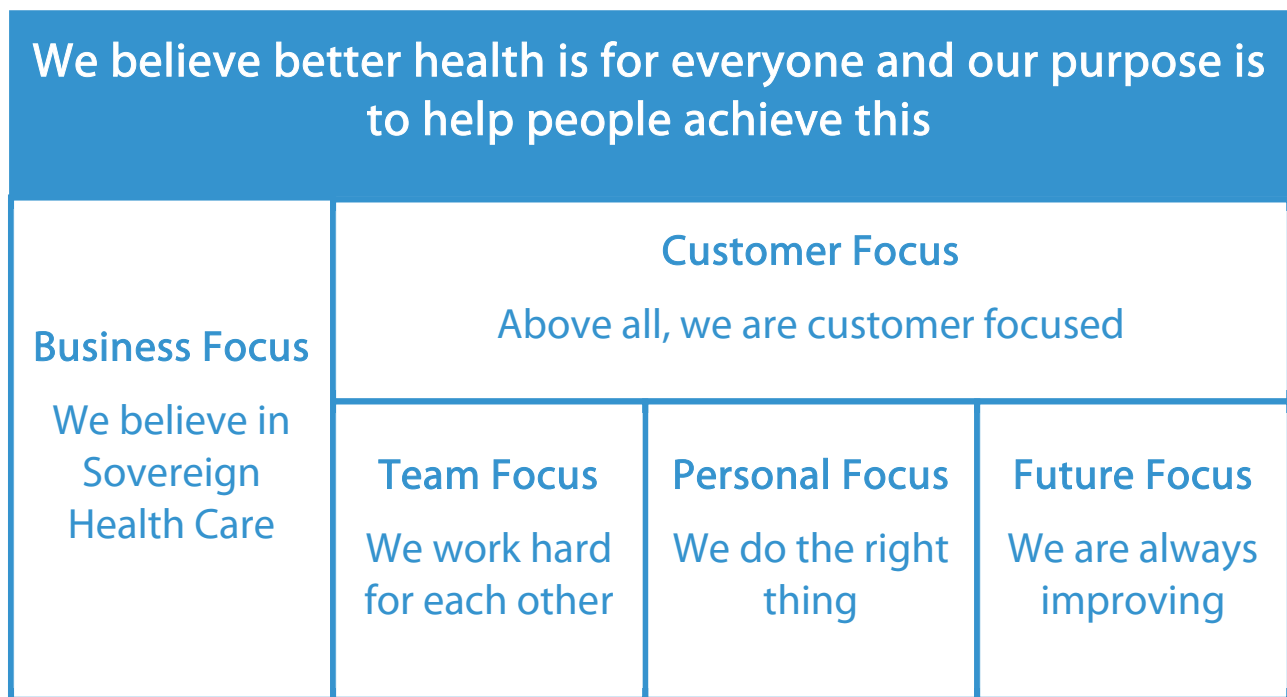 We believe better health is for everyone and our purpose is
to help people achieve this
Business Focus
We believe in
Sovereign
Health Care
Customer Focus
Above all, we are customer focused
Team Focus
We work hard
for each other
Personal Focus
We do the right
thing
Future Focus
We are always
improving